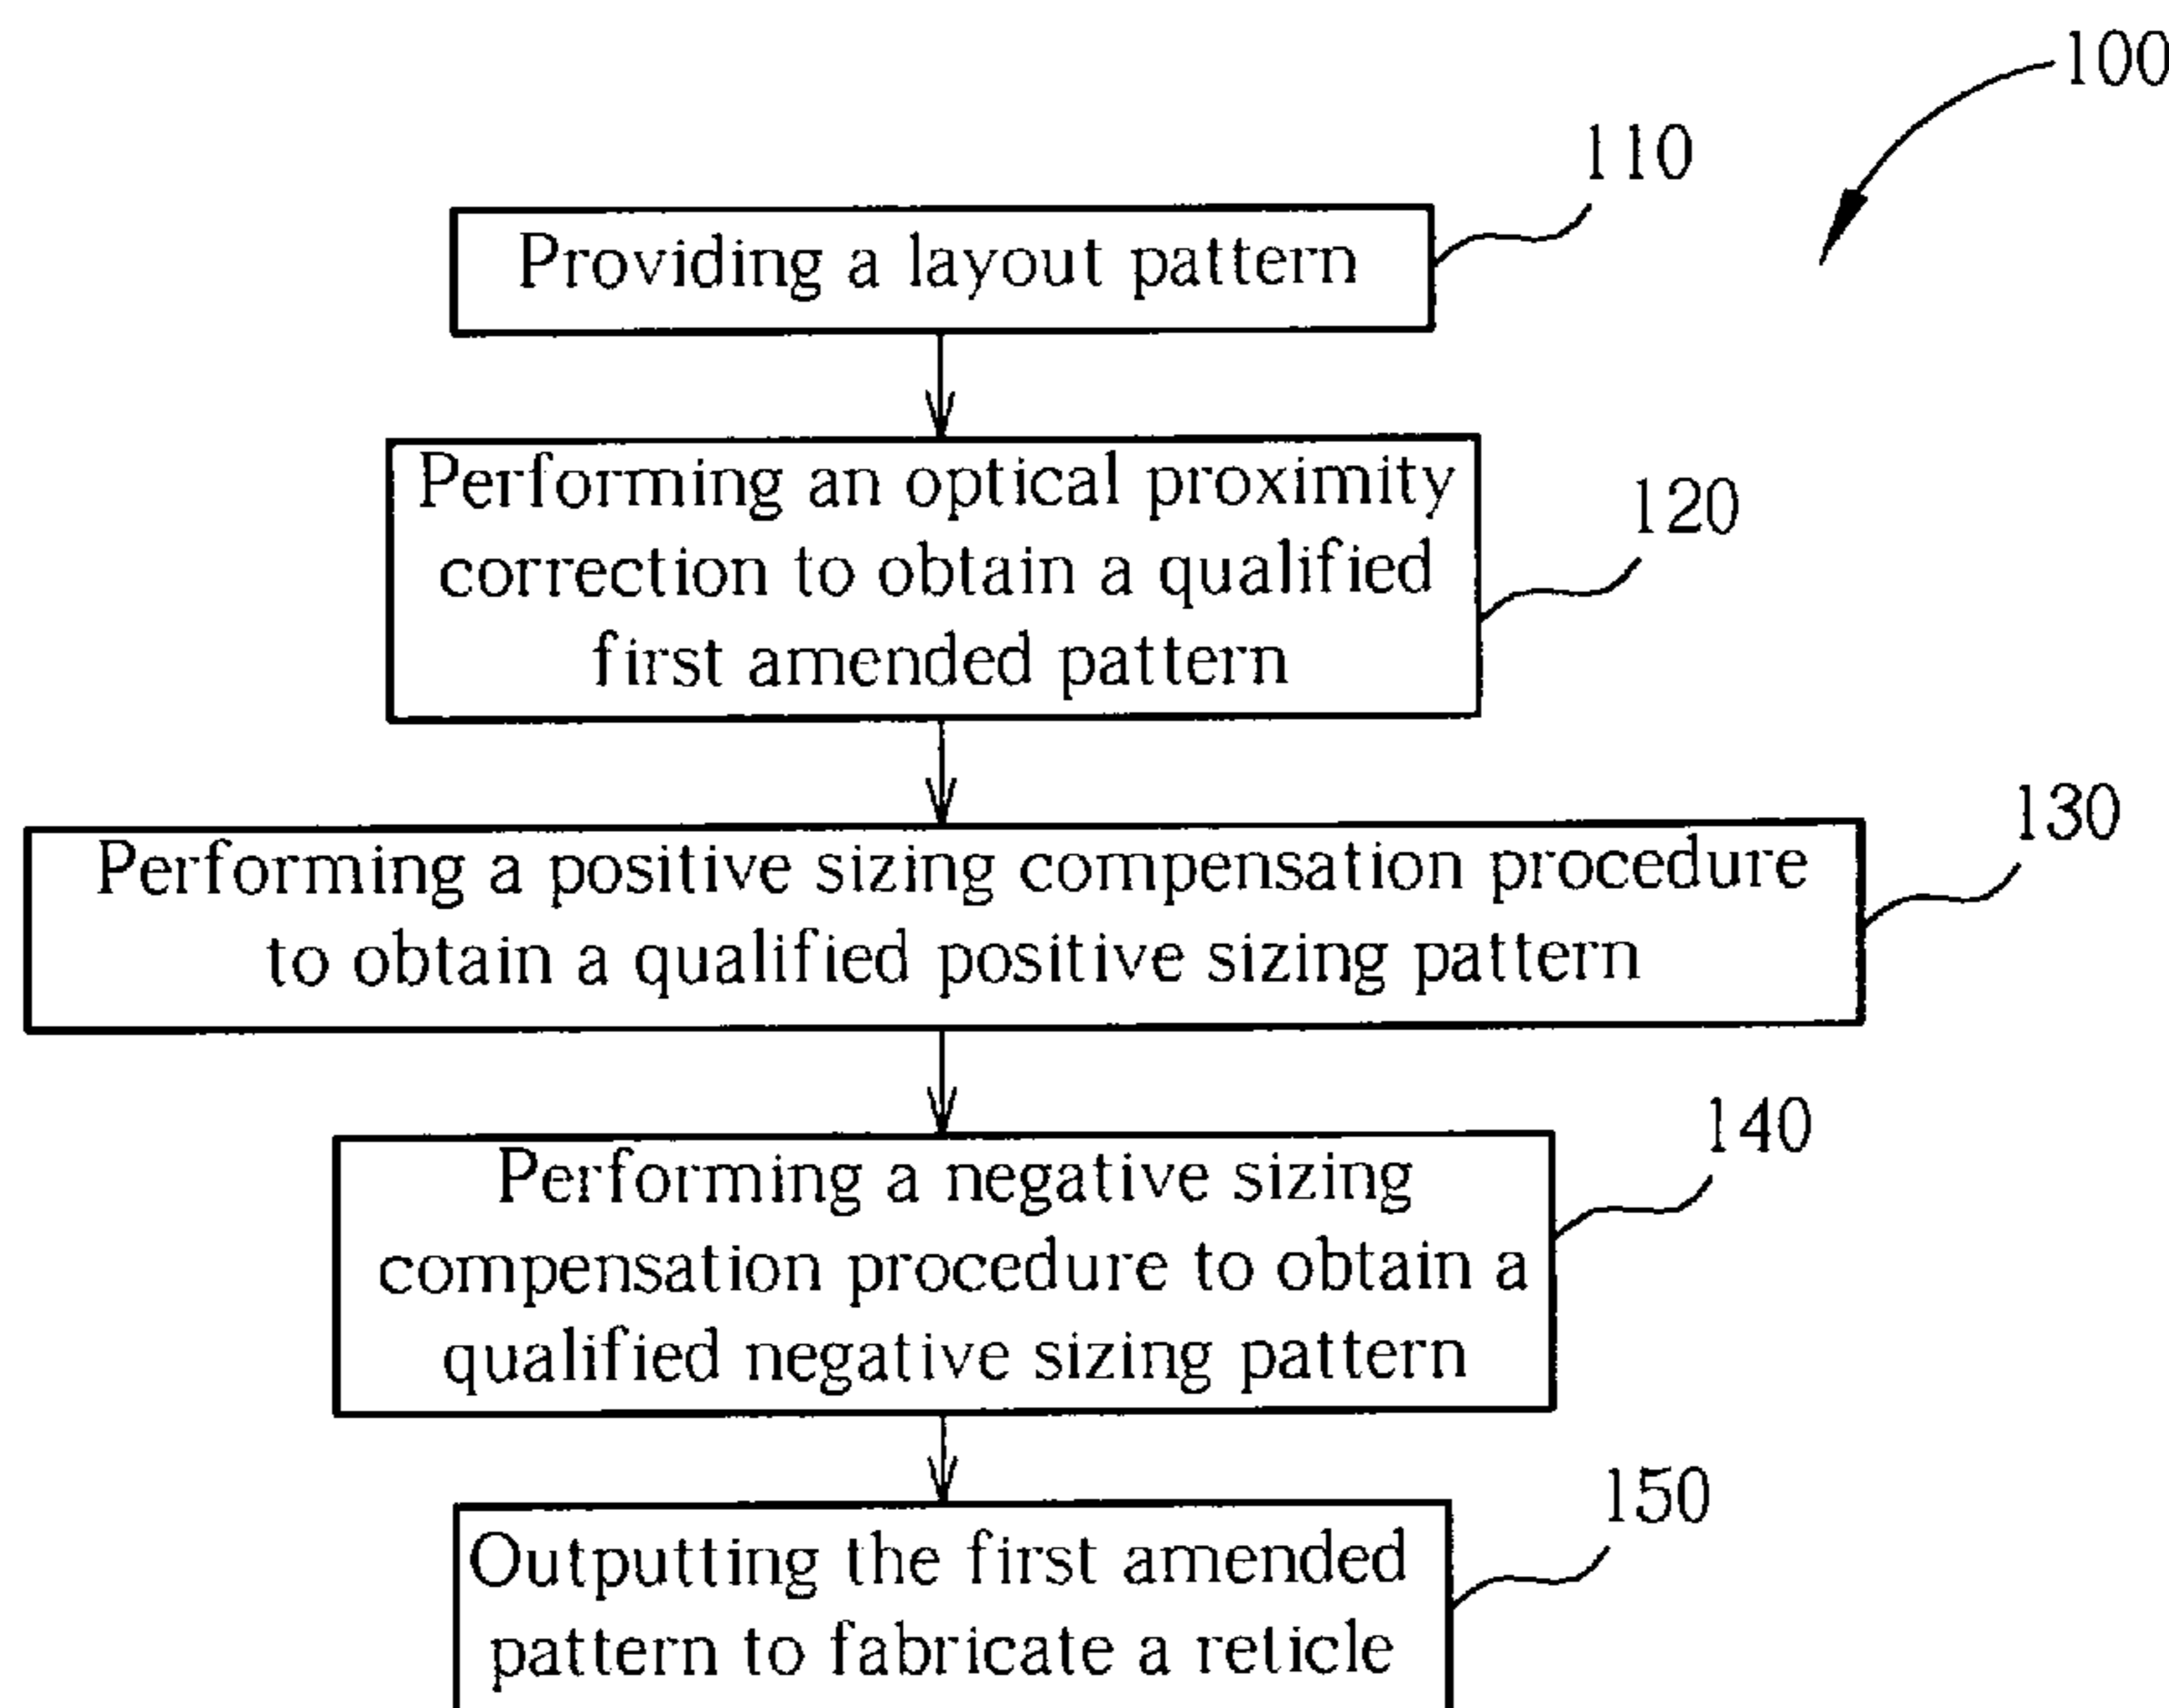 100
110
Providing a layout pattern
Performing an optical proximity
correction to obtain a qualified
first amended pattern
120
130
Performing a positive sizing compensation procedure
to obtain a qualified positive sizing pattern
140
Performing a negative sizing
compensation procedure to obtain a
qualified negative sizing pattern
150
Outputting the first amended
pattern to fabricate a reticle